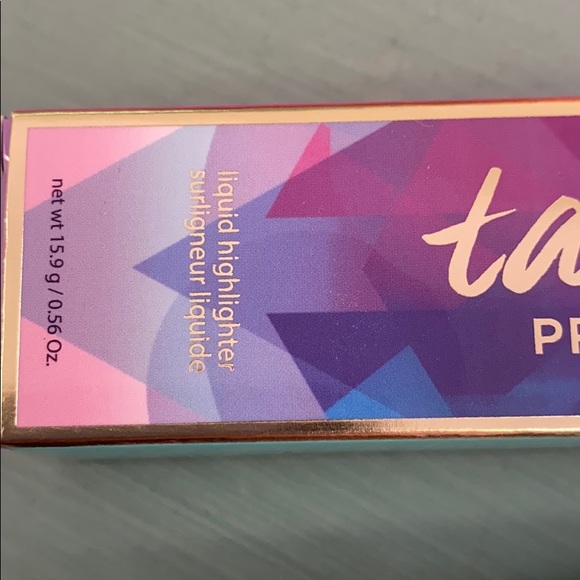 ta
PR
liquid highlighter
surligneur liquide
net wt 15.9 g / 0.56 Oz.